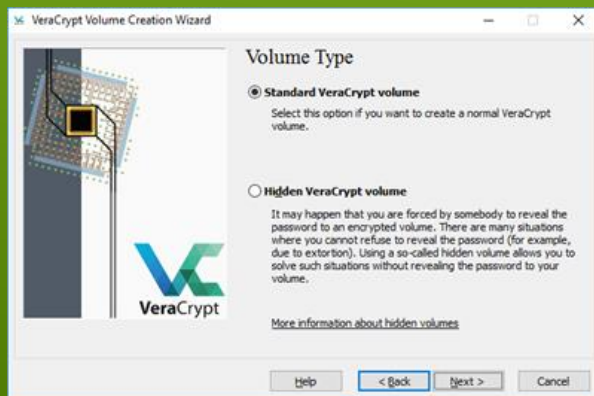 VeraCrypt Volume Creation Wizard
Volume Type
Standard VeraCrypt volume
Select this option if you want to create a normal VeraCrypt
volume.
Hidden VeraCrypt volume
It may happen that you are forced by somebody to reveal the
password to an encrypted volume. There are many situations
where you cannot refuse to reveal the password (for example,
due to extortion). Using a so-called hidden volume allows you to
solve such situations without revealing the password to your
volume.
More information about hidden volumes
VeraCrypt
Help
< Back
Next >
Cancel